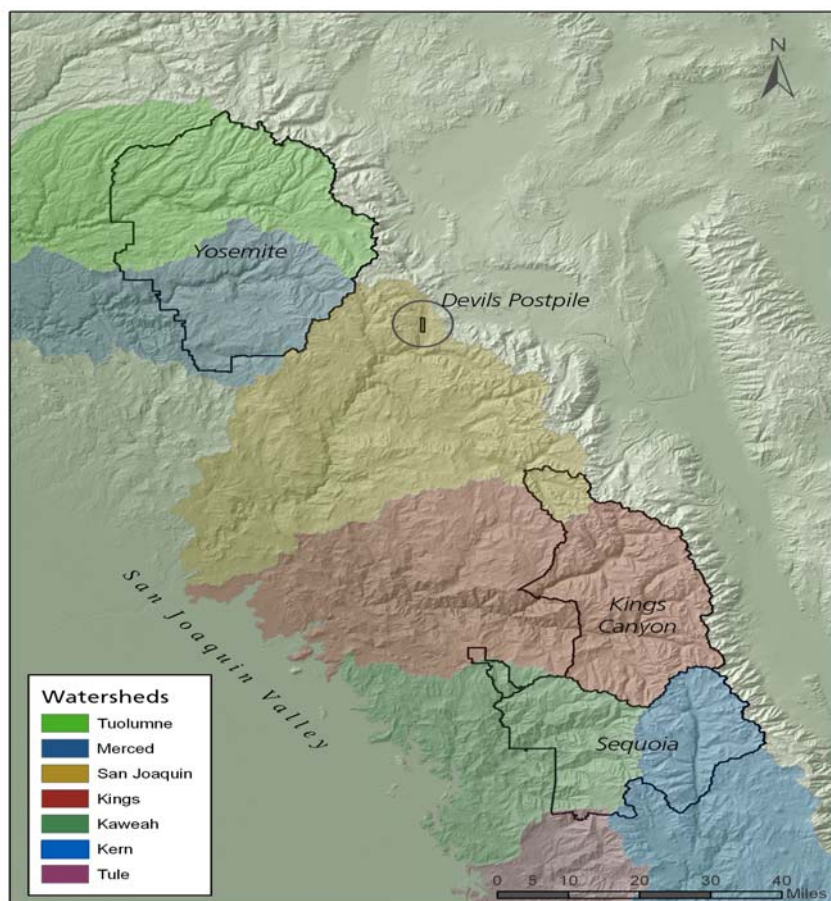 N
Yosemite
Devils Postpile
San Joaquin Valley
Kings
Canyon
Sequoia
Watersheds
Tuolumne
Merced
San Joaquin
Kings
Kaweah
Kern
Tule
0 10 20 30 40
Miles